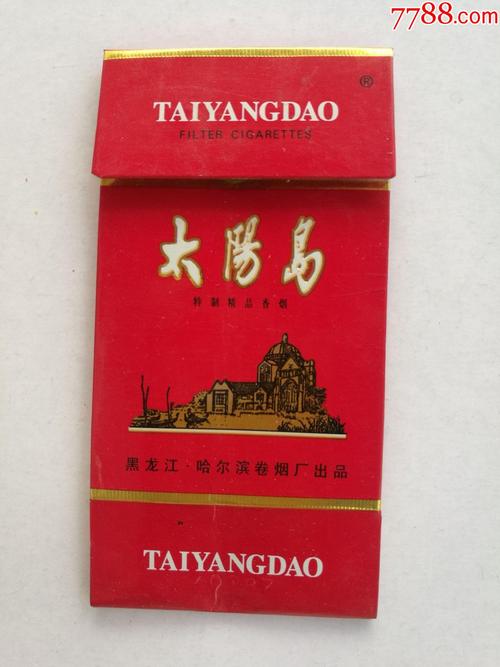 7788.com
TAIYANGDAO
®
FILTER CIGARETTES
太陽島
特制精品香烟
黑龙江·哈尔滨卷烟厂出品
TAIYANGDAO